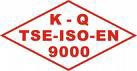 K - Q
TSE-ISO-EN
9000